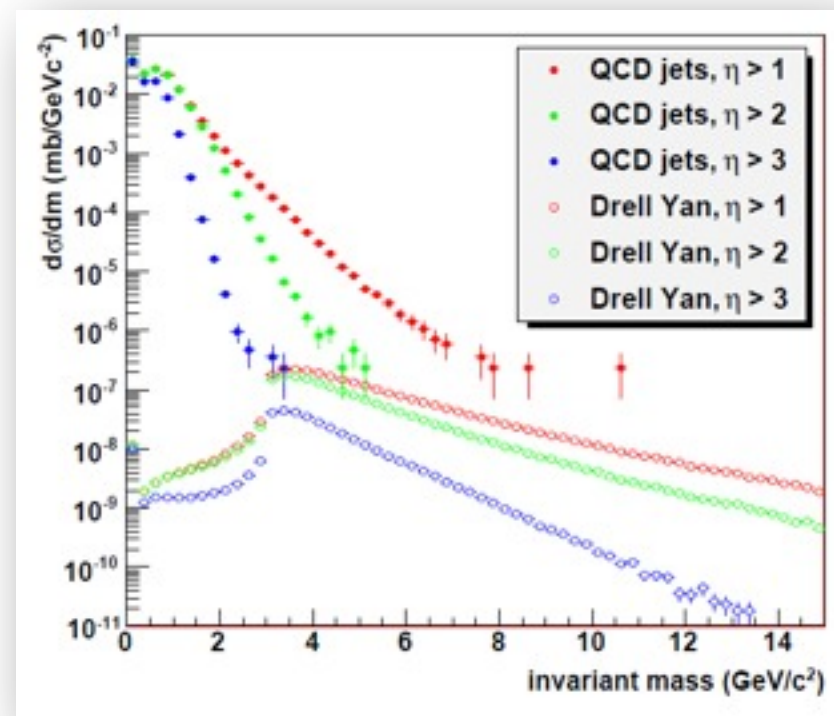 dσ/dm (mb/GeVc⁻²)
10⁻¹
10⁻²
10⁻³
10⁻⁴
10⁻⁵
10⁻⁶
10⁻⁷
10⁻⁸
10⁻⁹
10⁻¹⁰
10⁻¹¹
QCD jets, η > 1
QCD jets, η > 2
QCD jets, η > 3
Drell Yan, η > 1
Drell Yan, η > 2
Drell Yan, η > 3
0 2 4 6 8 10 12 14
invariant mass (GeV/c²)